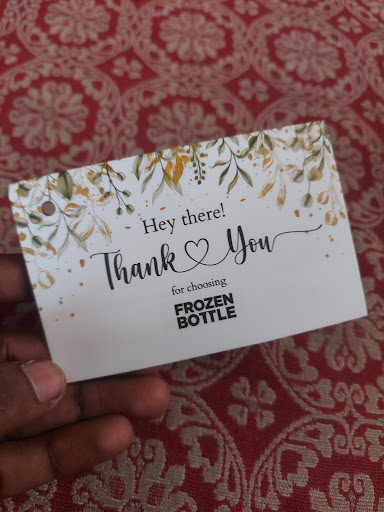 Hey there!
Thank You
for choosing
FROZEN
BOTTLE